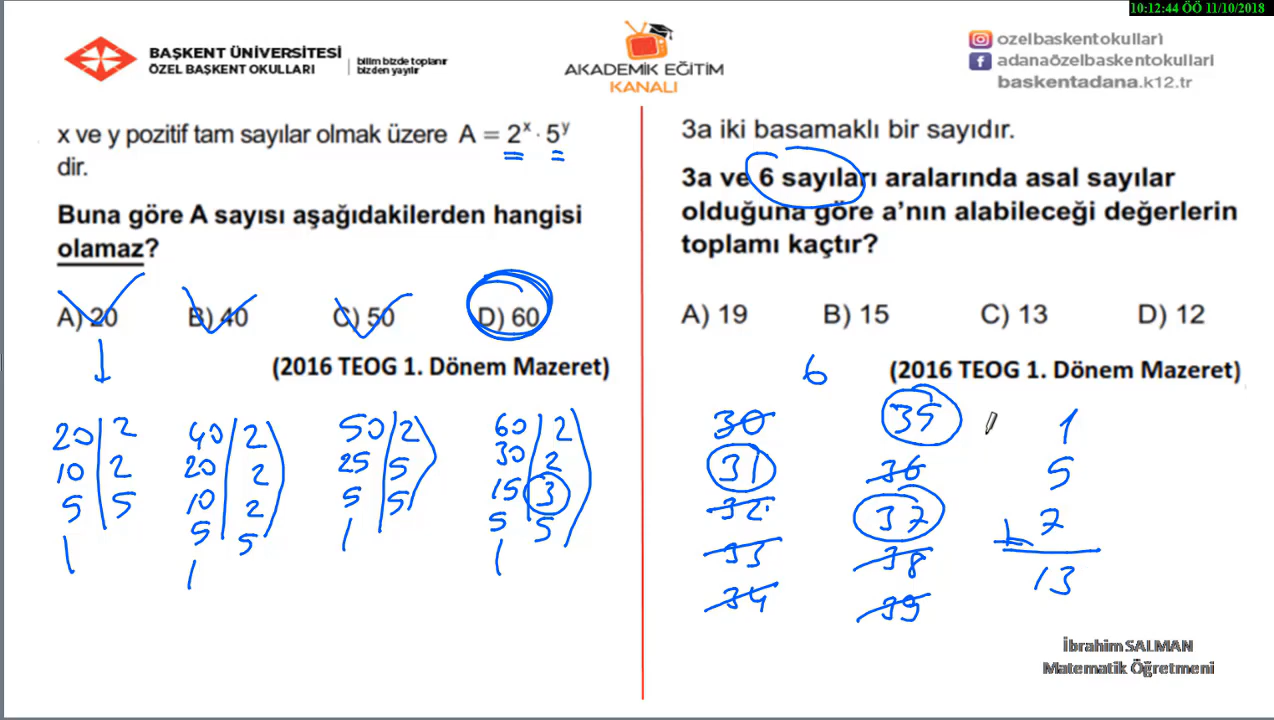 10:12:44 ÖÖ 11/10/2018
BAŞKENT ÜNİVERSİTESİ
ÖZEL BAŞKENT OKULLARI
bilim bizde toplanır
bizden yayılır
AKADEMİK EĞİTİM
KANALI
ozelbaskentokullari
adanaözelbaskentokullari
baskentadana.k12.tr
x ve y pozitif tam sayılar olmak üzere A = 2^x · 5^y
dir.
Buna göre A sayısı aşağıdakilerden hangisi
olamaz?
A) 20 B) 40 C) 50 D) 60
(2016 TEOG 1. Dönem Mazeret)
20 2 40 2 50 2 60 2
10 2 20 2 25 5 30 2
5 5 10 2 5 5 15 3
1 5 5 1 5 5
1 1
3a iki basamaklı bir sayıdır.
3a ve 6 sayıları aralarında asal sayılar
olduğuna göre a'nın alabileceği değerlerin
toplamı kaçtır?
A) 19 B) 15 C) 13 D) 12
6 (2016 TEOG 1. Dönem Mazeret)
30 35 1
31 36 5
32 37 + 7
33 38 13
34 39
İbrahim SALMAN
Matematik Öğretmeni